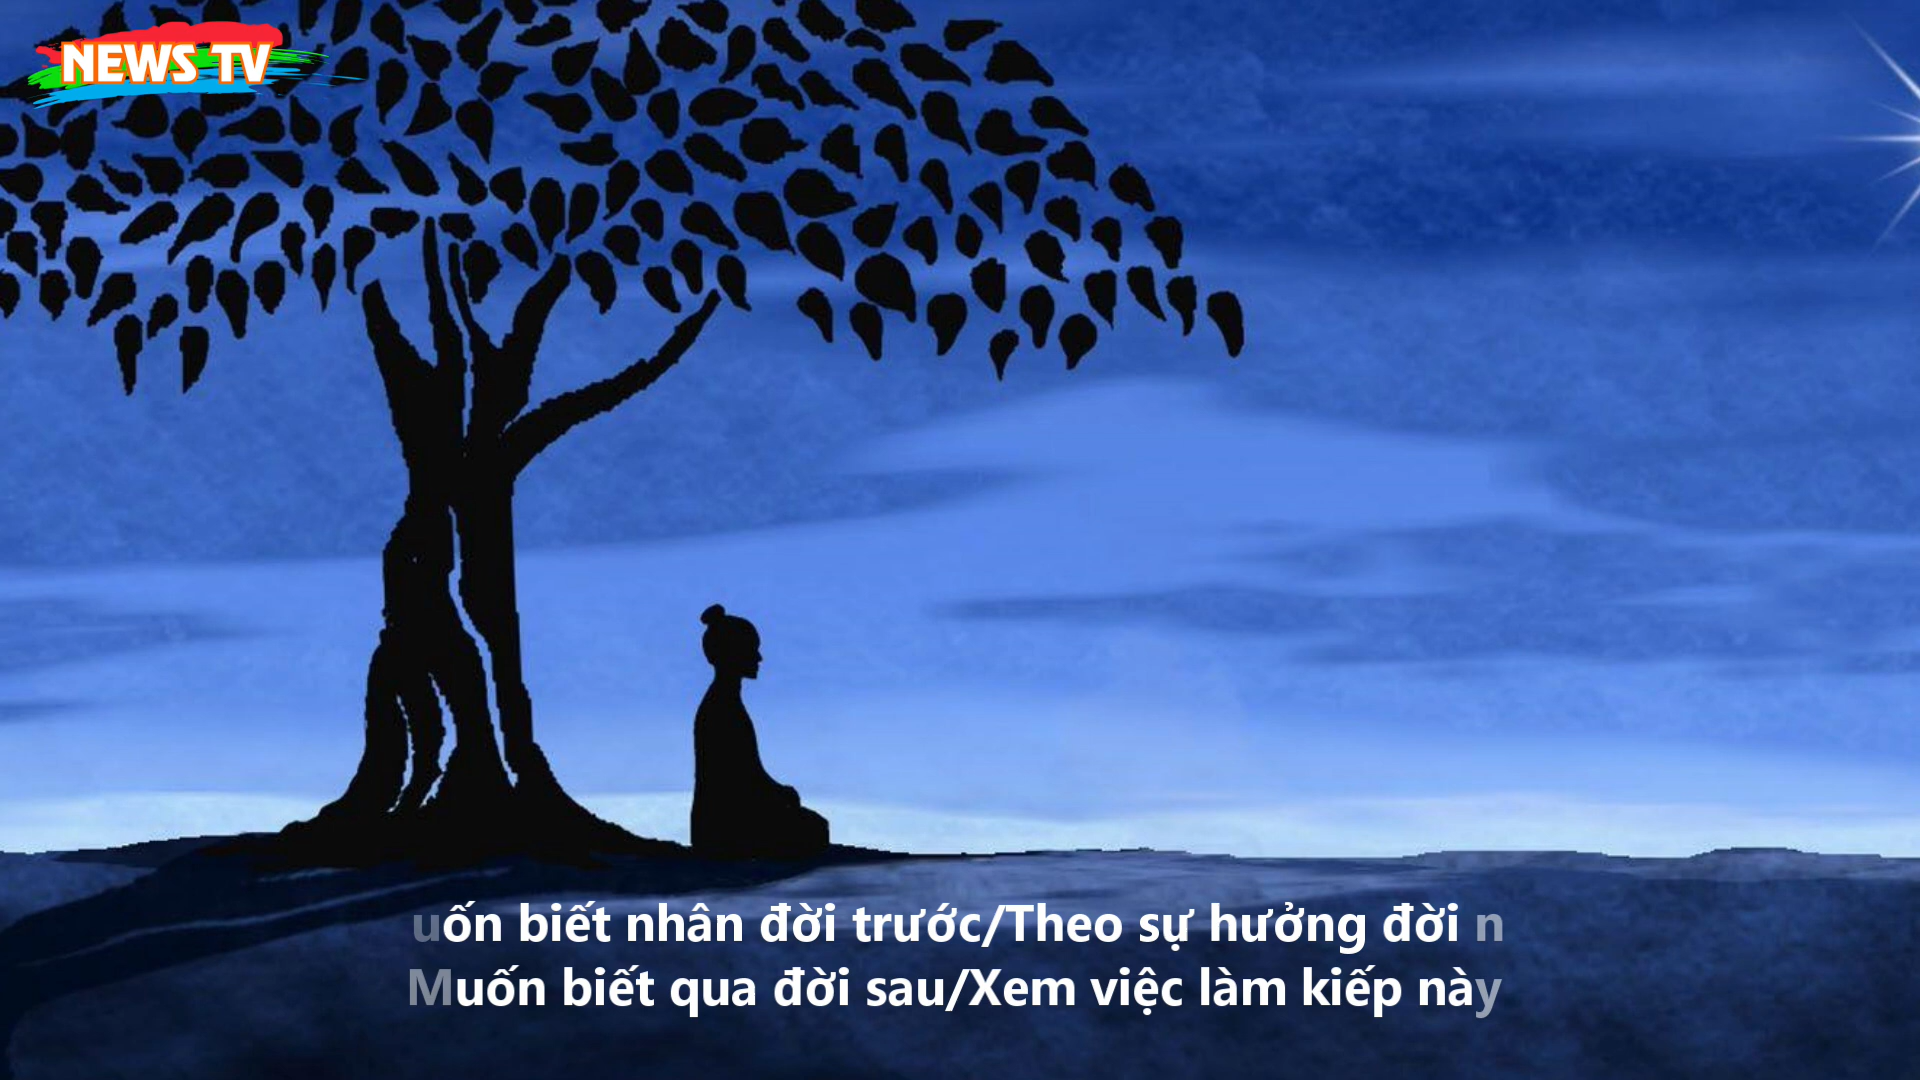 NEWS TV
uốn biết nhân đời trước/Theo sự hưởng đời n
Muốn biết qua đời sau/Xem việc làm kiếp này